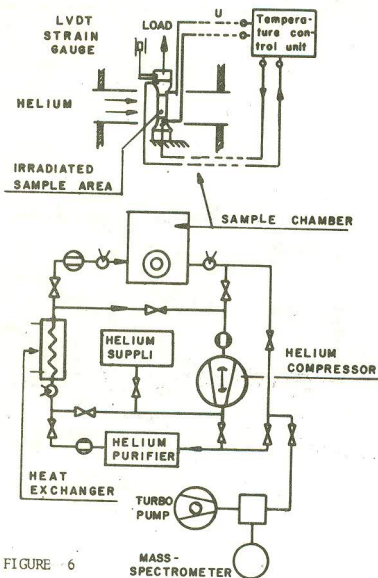 LVDT
STRAIN
GAUGE
LOAD
U
Tempera-
ture con-
trol unit
HELIUM
IRRADIATED
SAMPLE AREA
SAMPLE CHAMBER
HELIUM
SUPPLI
HELIUM
COMPRESSOR
HELIUM
PURIFIER
HEAT
EXCHANGER
TURBO
PUMP
FIGURE 6
MASS-
SPECTROMETER